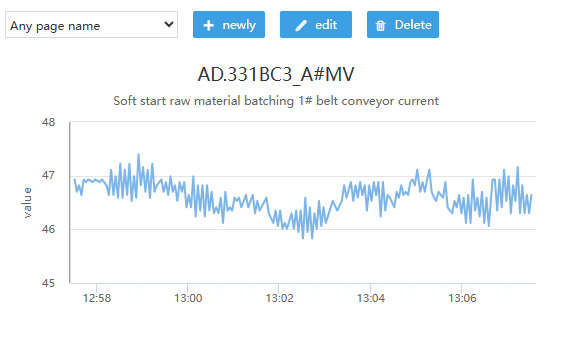 Any page name
newly
edit
Delete
AD.331BC3_A#MV
Soft start raw material batching 1# belt conveyor current
48
47
46
45
value
12:58
13:00
13:02
13:04
13:06